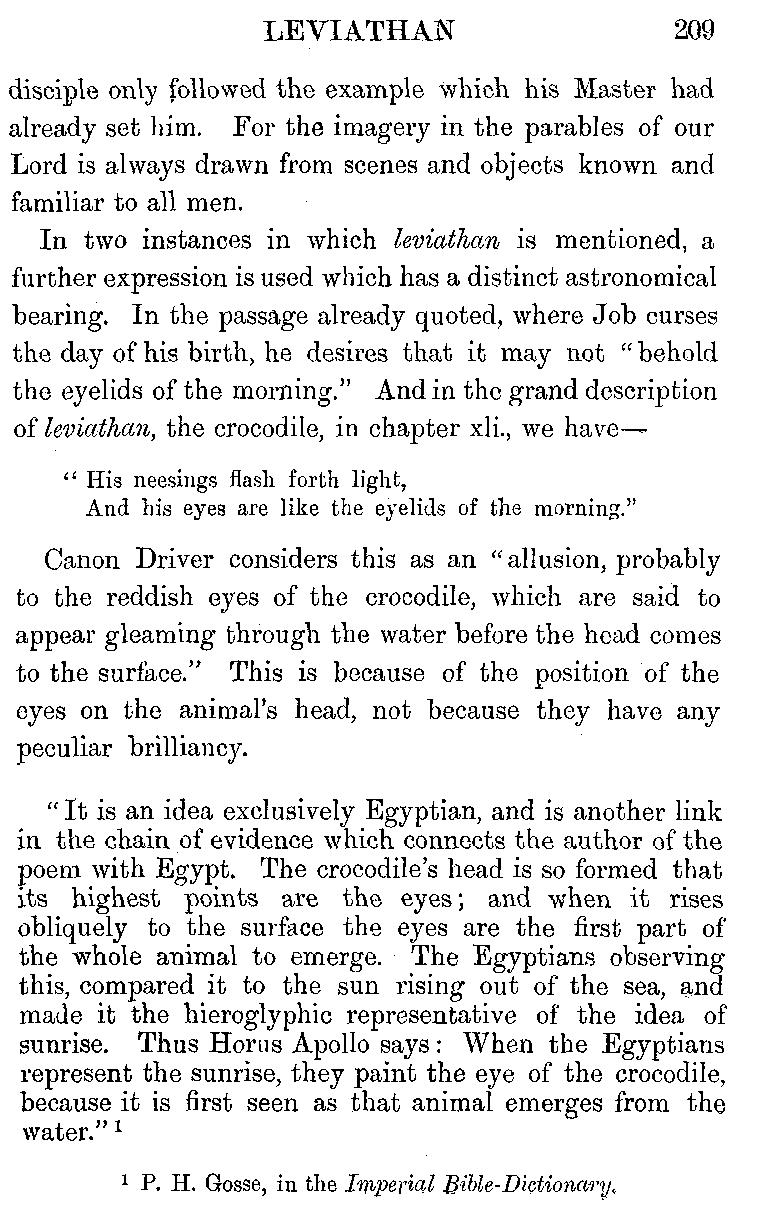 LEVIATHAN 209
disciple only followed the example which his Master had
already set him. For the imagery in the parables of our
Lord is always drawn from scenes and objects known and
familiar to all men.
In two instances in which leviathan is mentioned, a
further expression is used which has a distinct astronomical
bearing. In the passage already quoted, where Job curses
the day of his birth, he desires that it may not “behold
the eyelids of the morning.” And in the grand description
of leviathan, the crocodile, in chapter xli., we have—
“ His neesings flash forth light,
And his eyes are like the eyelids of the morning.”
Canon Driver considers this as an “allusion, probably
to the reddish eyes of the crocodile, which are said to
appear gleaming through the water before the head comes
to the surface.” This is because of the position of the
eyes on the animal’s head, not because they have any
peculiar brilliancy.
“It is an idea exclusively Egyptian, and is another link
in the chain of evidence which connects the author of the
poem with Egypt. The crocodile’s head is so formed that
its highest points are the eyes; and when it rises
obliquely to the surface the eyes are the first part of
the whole animal to emerge. The Egyptians observing
this, compared it to the sun rising out of the sea, and
made it the hieroglyphic representative of the idea of
sunrise. Thus Horus Apollo says: When the Egyptians
represent the sunrise, they paint the eye of the crocodile,
because it is first seen as that animal emerges from the
water.” 1
1 P. H. Gosse, in the Imperial Bible-Dictionary.